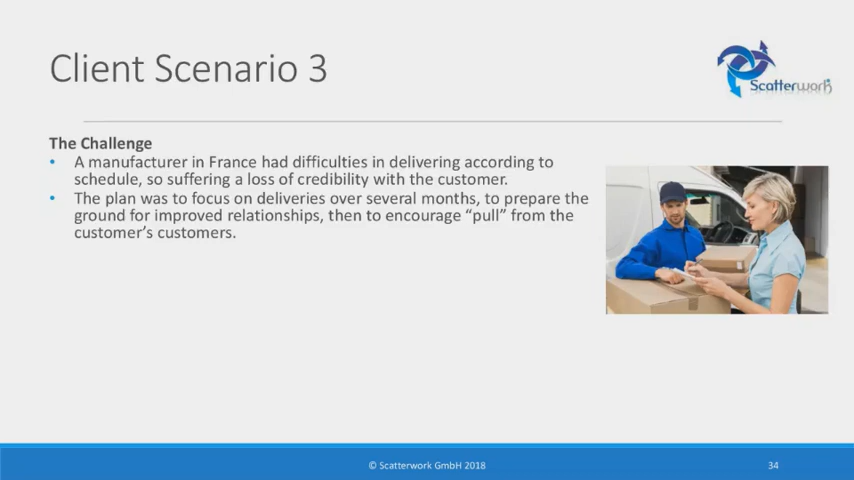 Client Scenario 3
Scatterwork
The Challenge
• A manufacturer in France had difficulties in delivering according to
schedule, so suffering a loss of credibility with the customer.
• The plan was to focus on deliveries over several months, to prepare the
ground for improved relationships, then to encourage “pull” from the
customer’s customers.
© Scatterwork GmbH 2018
34